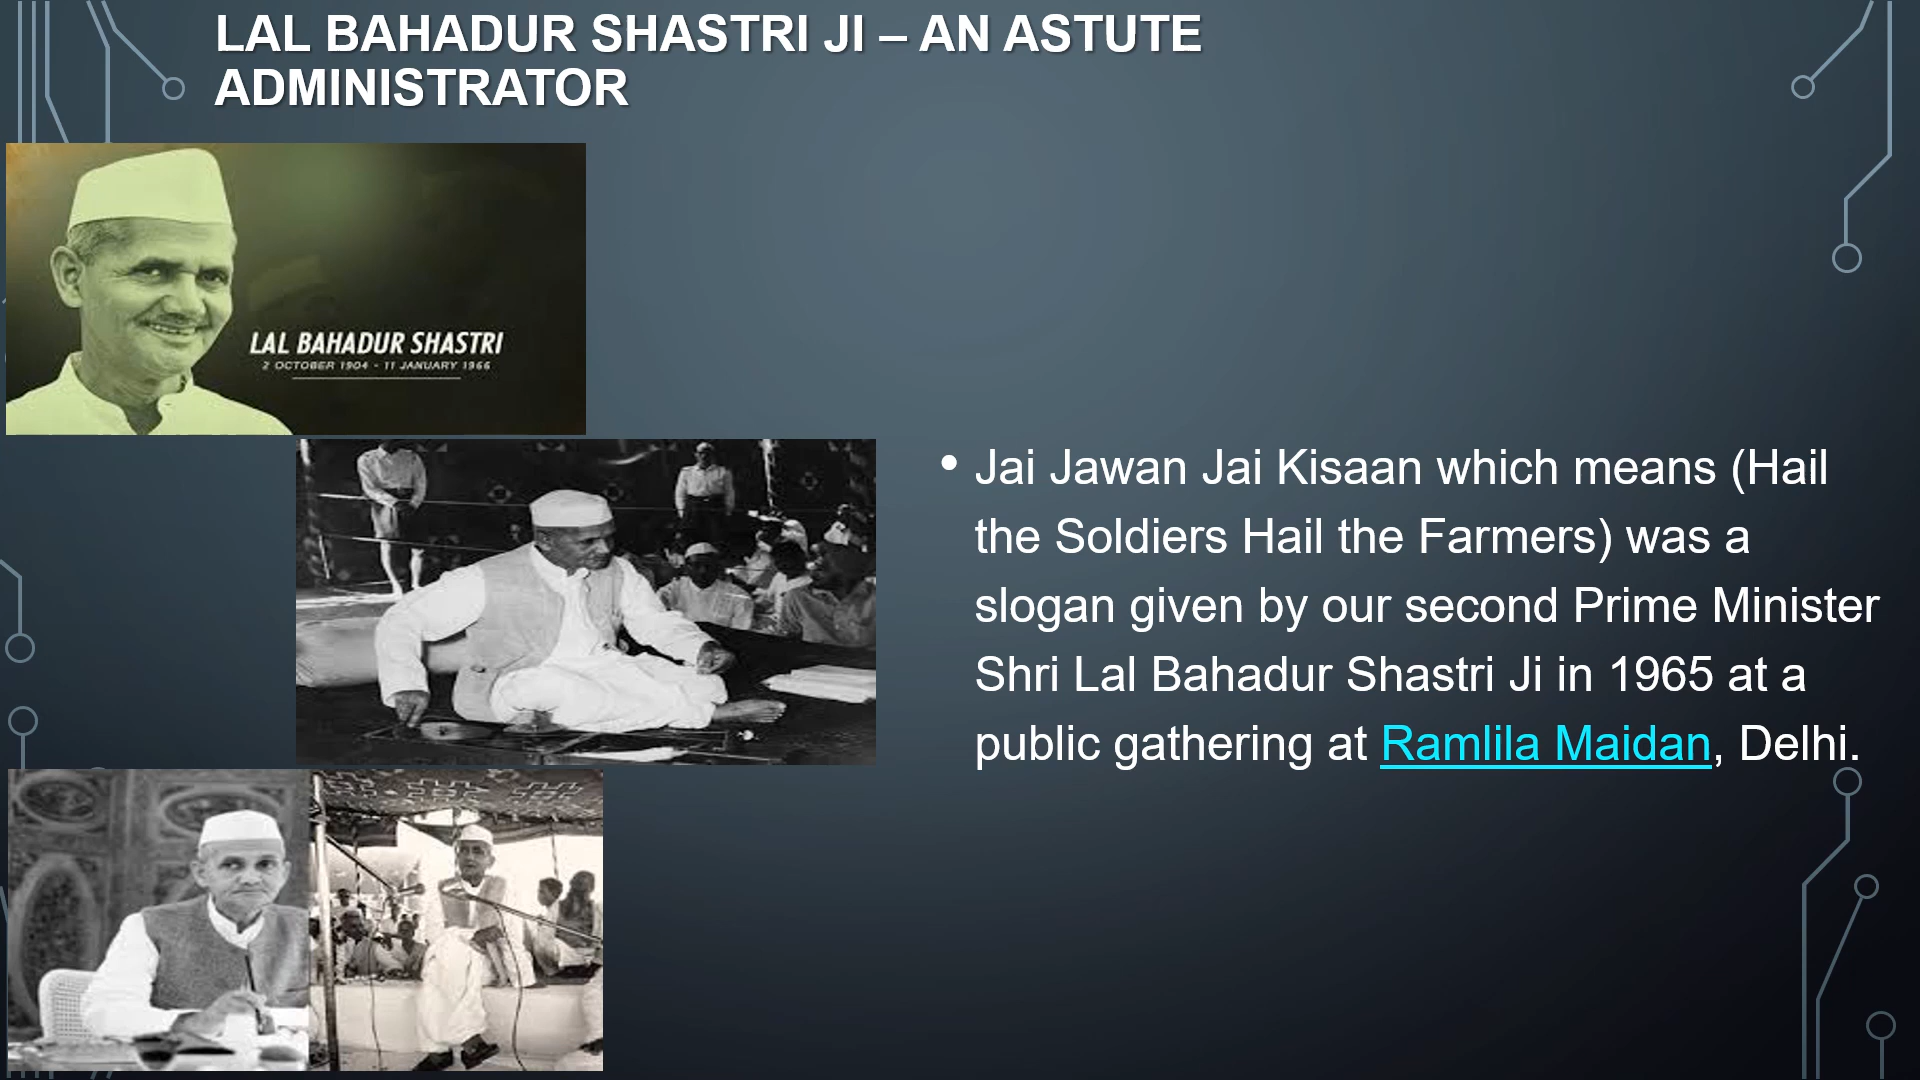 LAL BAHADUR SHASTRI JI – AN ASTUTE
ADMINISTRATOR
LAL BAHADUR SHASTRI
2 OCTOBER 1904 - 11 JANUARY 1966
• Jai Jawan Jai Kisaan which means (Hail
the Soldiers Hail the Farmers) was a
slogan given by our second Prime Minister
Shri Lal Bahadur Shastri Ji in 1965 at a
public gathering at Ramlila Maidan, Delhi.